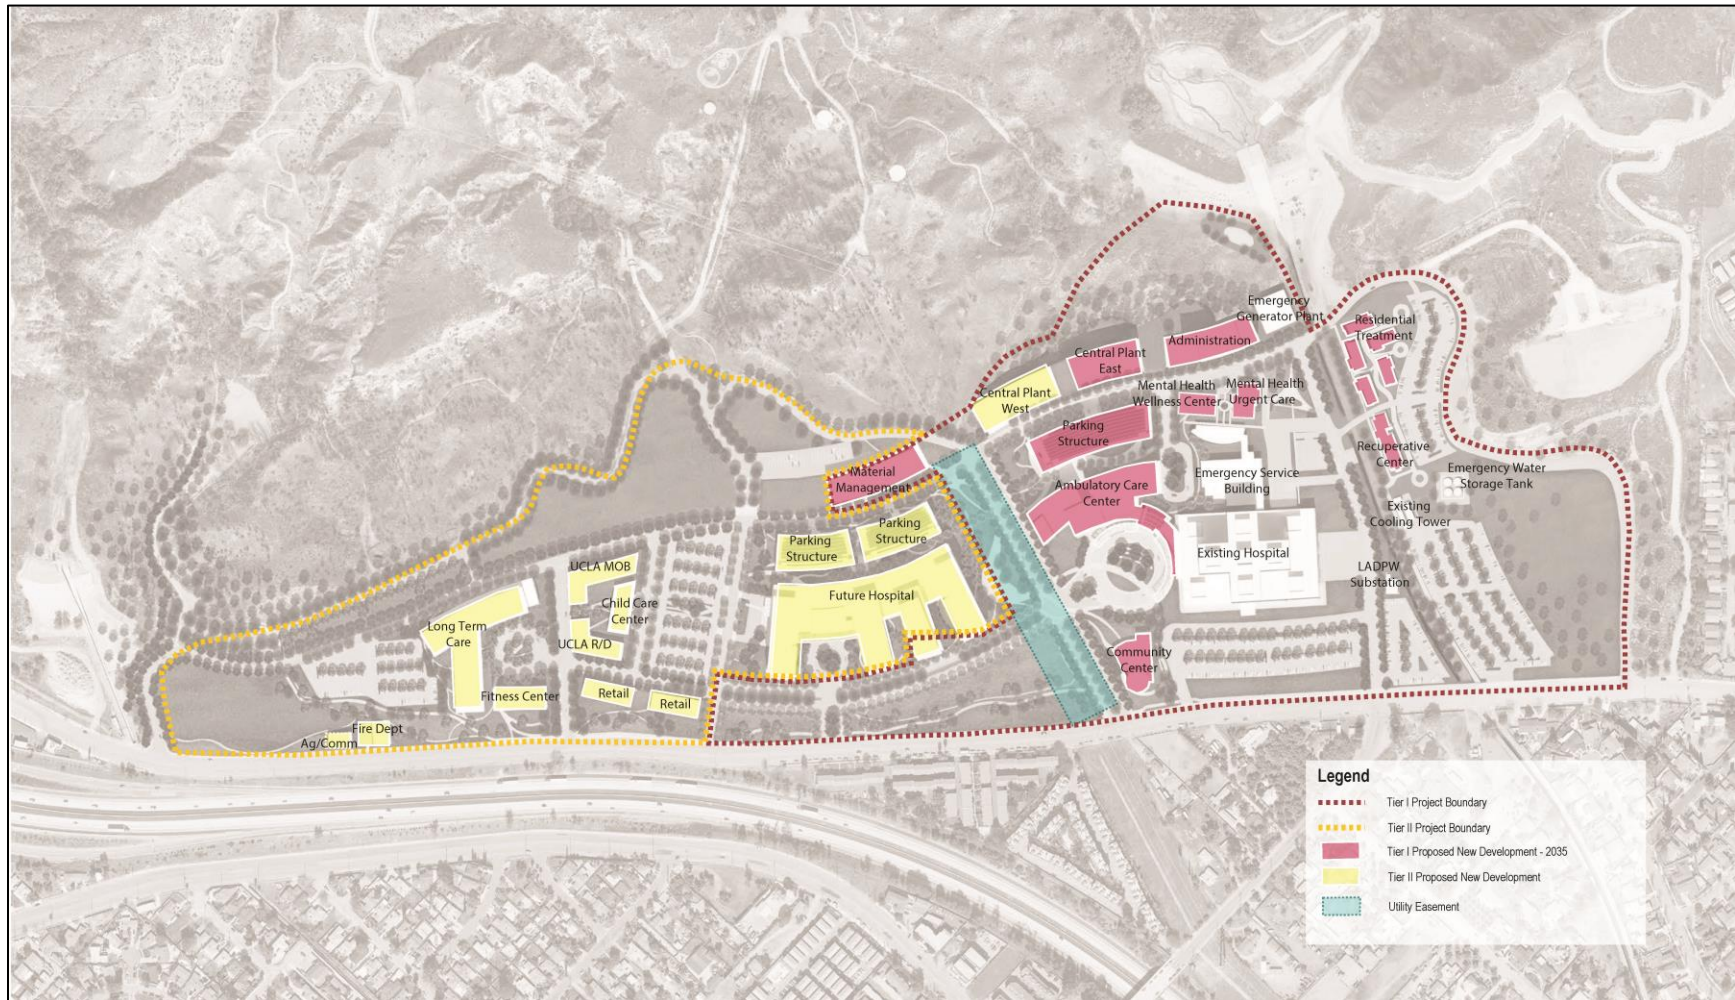 Emergency
Generator Plant
Residential
Treatment
Administration
Central Plant
East
Central Plant
West
Mental Health
Wellness Center
Mental Health
Urgent Care
Parking
Structure
Recuperative
Center
Material
Management
Ambulatory Care
Center
Emergency Service
Building
Emergency Water
Storage Tank
Existing
Cooling Tower
Parking
Structure
Parking
Structure
Existing Hospital
LADPW
Substation
UCLA MOB
Child Care
Center
Future Hospital
Long Term
Care
UCLA R/D
Community
Center
Fitness Center
Retail
Retail
Fire Dept
Ag/Comm
Legend
Tier I Project Boundary
Tier II Project Boundary
Tier I Proposed New Development - 2035
Tier II Proposed New Development
Utility Easement